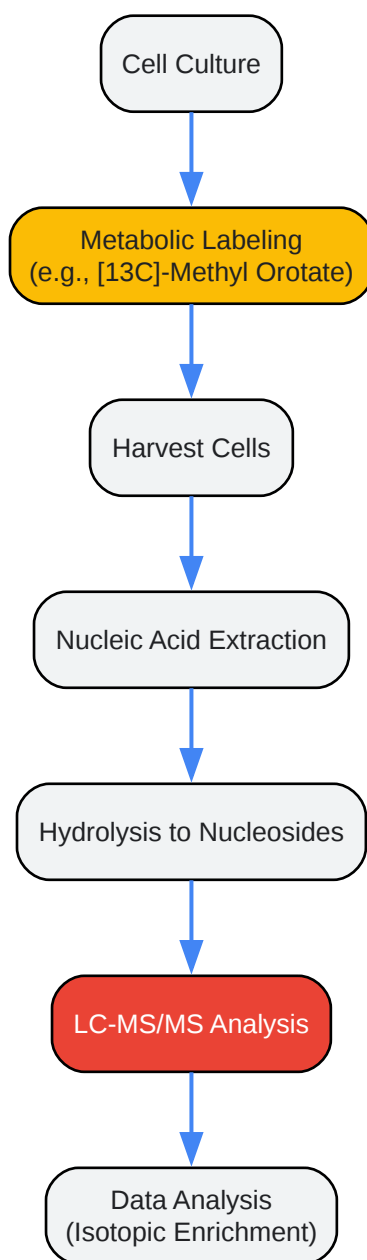 Cell Culture
Metabolic Labeling
(e.g., [13C]-Methyl Orotate)
Harvest Cells
Nucleic Acid Extraction
Hydrolysis to Nucleosides
LC-MS/MS Analysis
Data Analysis
(Isotopic Enrichment)